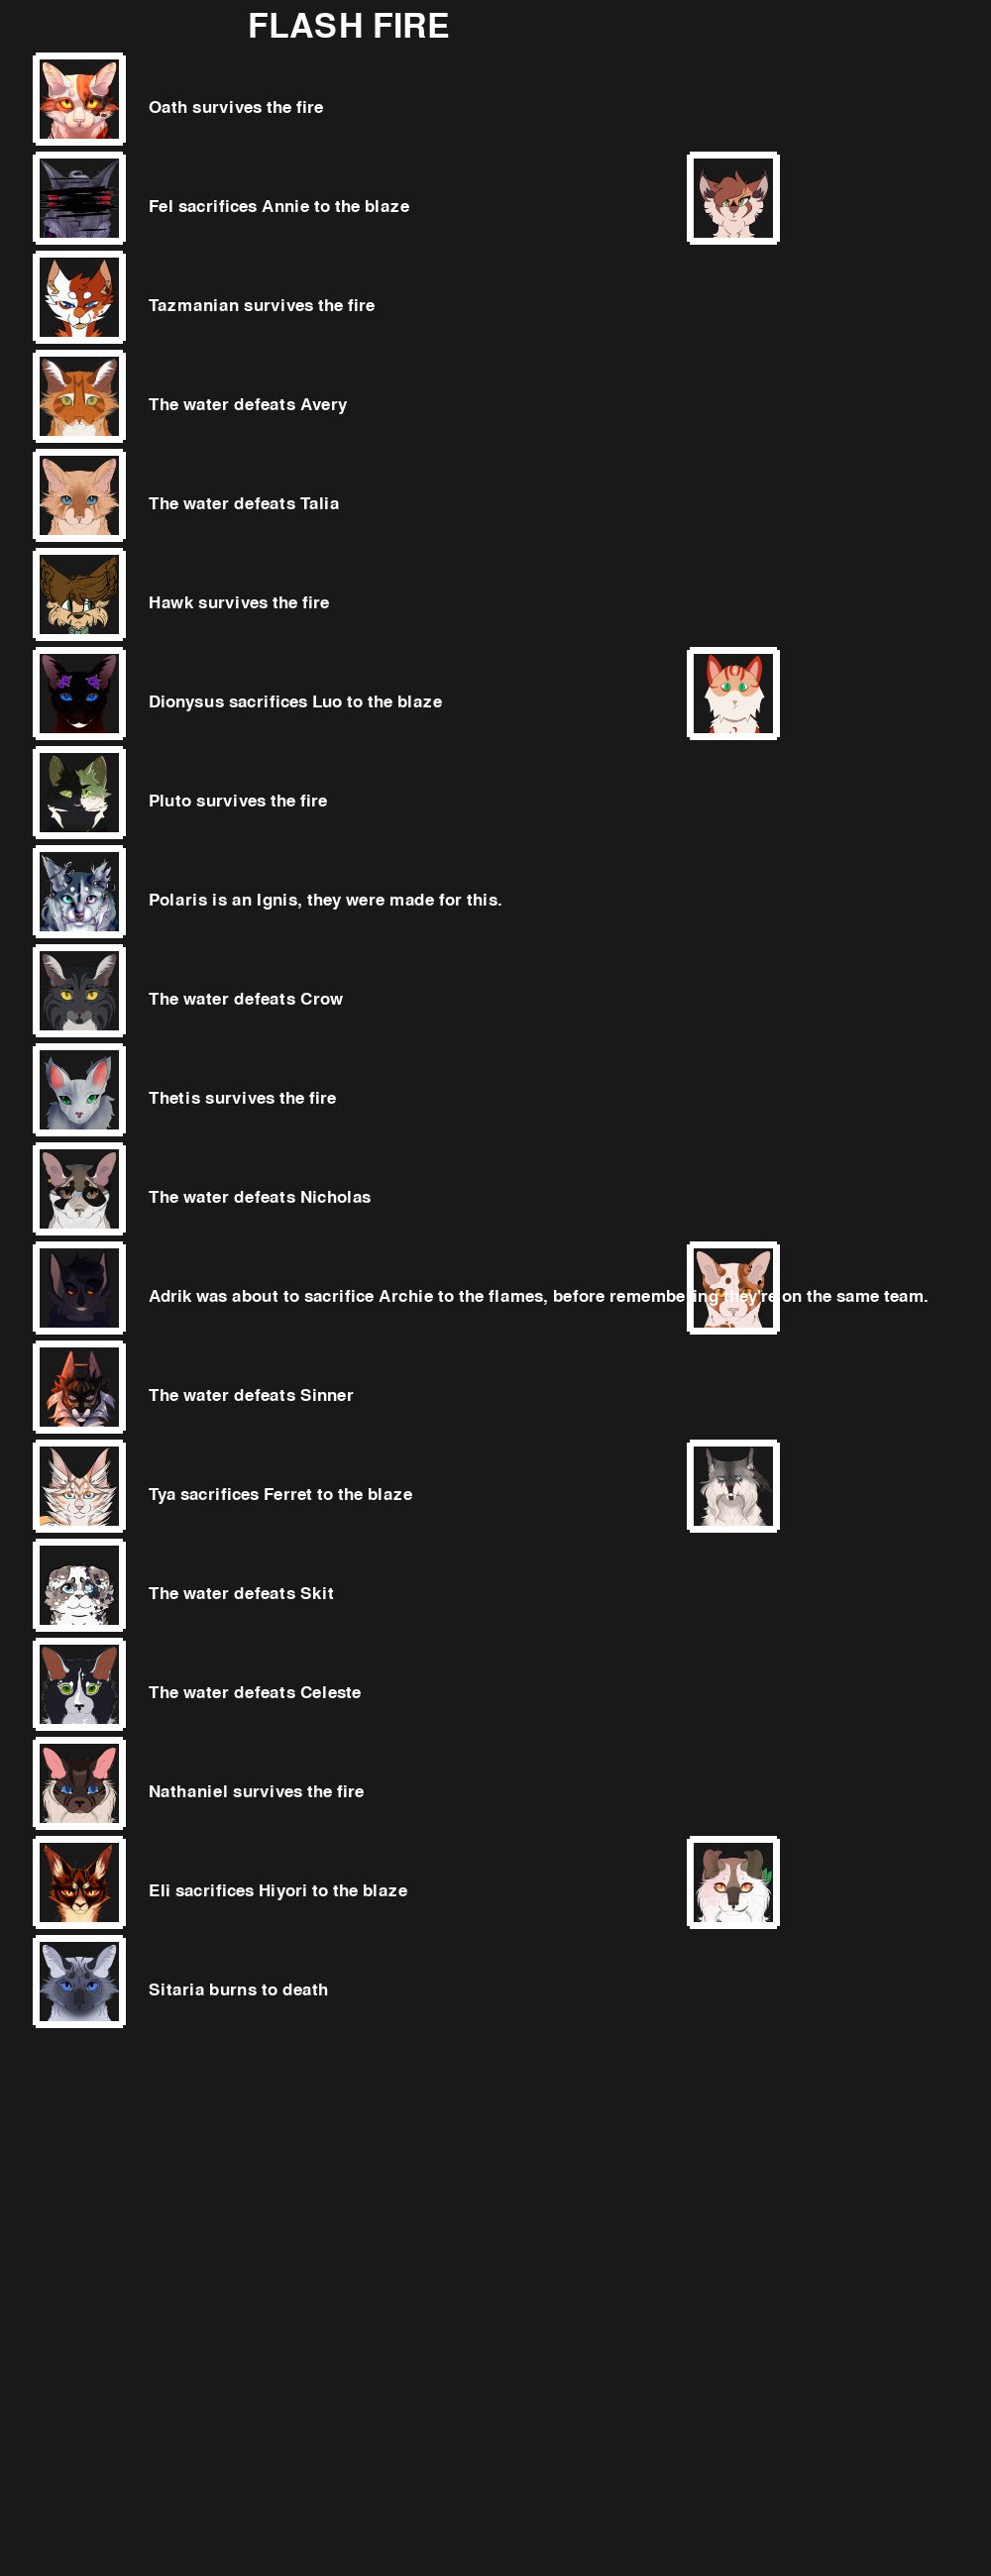 FLASH FIRE
Oath survives the fire
Fel sacrifices Annie to the blaze
Tazmanian survives the fire
The water defeats Avery
The water defeats Talia
Hawk survives the fire
Dionysus sacrifices Luo to the blaze
Pluto survives the fire
Polaris is an Ignis, they were made for this.
The water defeats Crow
Thetis survives the fire
The water defeats Nicholas
Adrik was about to sacrifice Archie to the flames, before remembering they're on the same team.
The water defeats Sinner
Tya sacrifices Ferret to the blaze
The water defeats Skit
The water defeats Celeste
Nathaniel survives the fire
Eli sacrifices Hiyori to the blaze
Sitaria burns to death